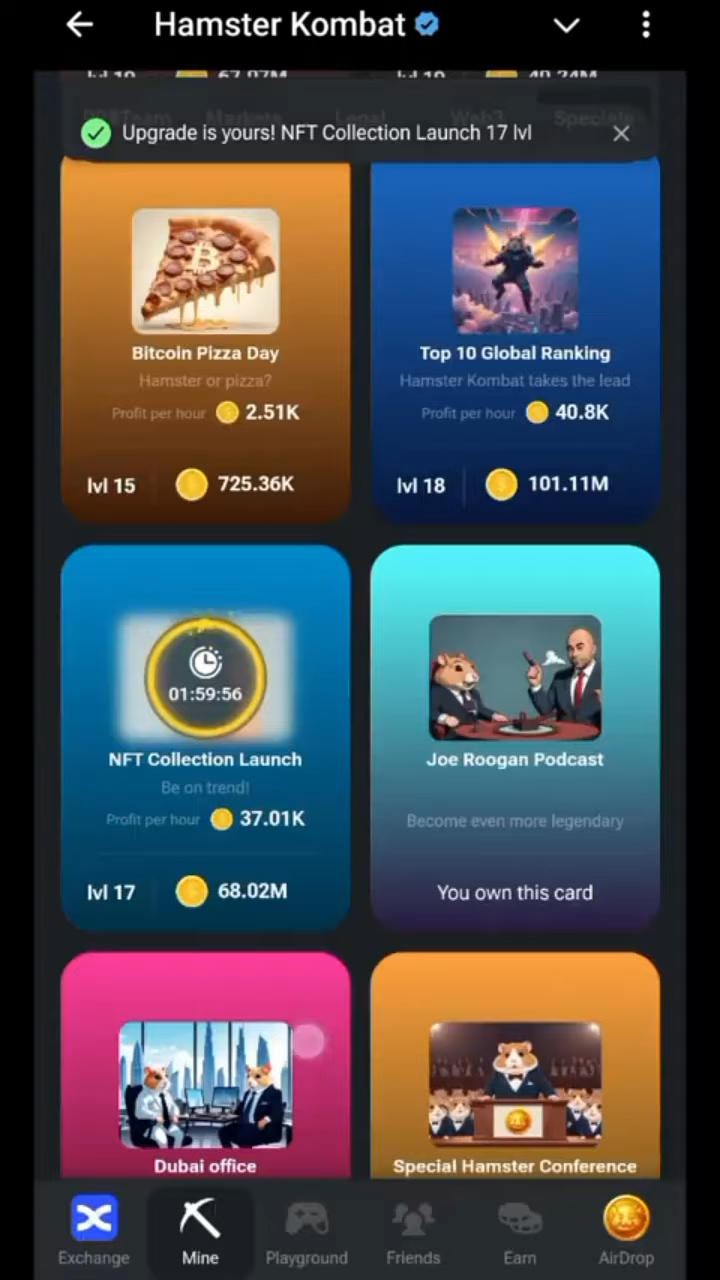 Hamster Kombat
67.97M
Upgrade is yours! NFT Collection Launch 17 lvl
Bitcoin Pizza Day
Hamster or pizza?
Profit per hour 2.51K
lvl 15 725.36K
Top 10 Global Ranking
Hamster Kombat takes the lead
Profit per hour 40.8K
lvl 18 101.11M
01:59:56
NFT Collection Launch
Be on trend!
Profit per hour 37.01K
lvl 17 68.02M
Joe Roogan Podcast
Become even more legendary
You own this card
Dubai office
Special Hamster Conference
Exchange
Mine
Playground
Friends
Earn
AirDrop